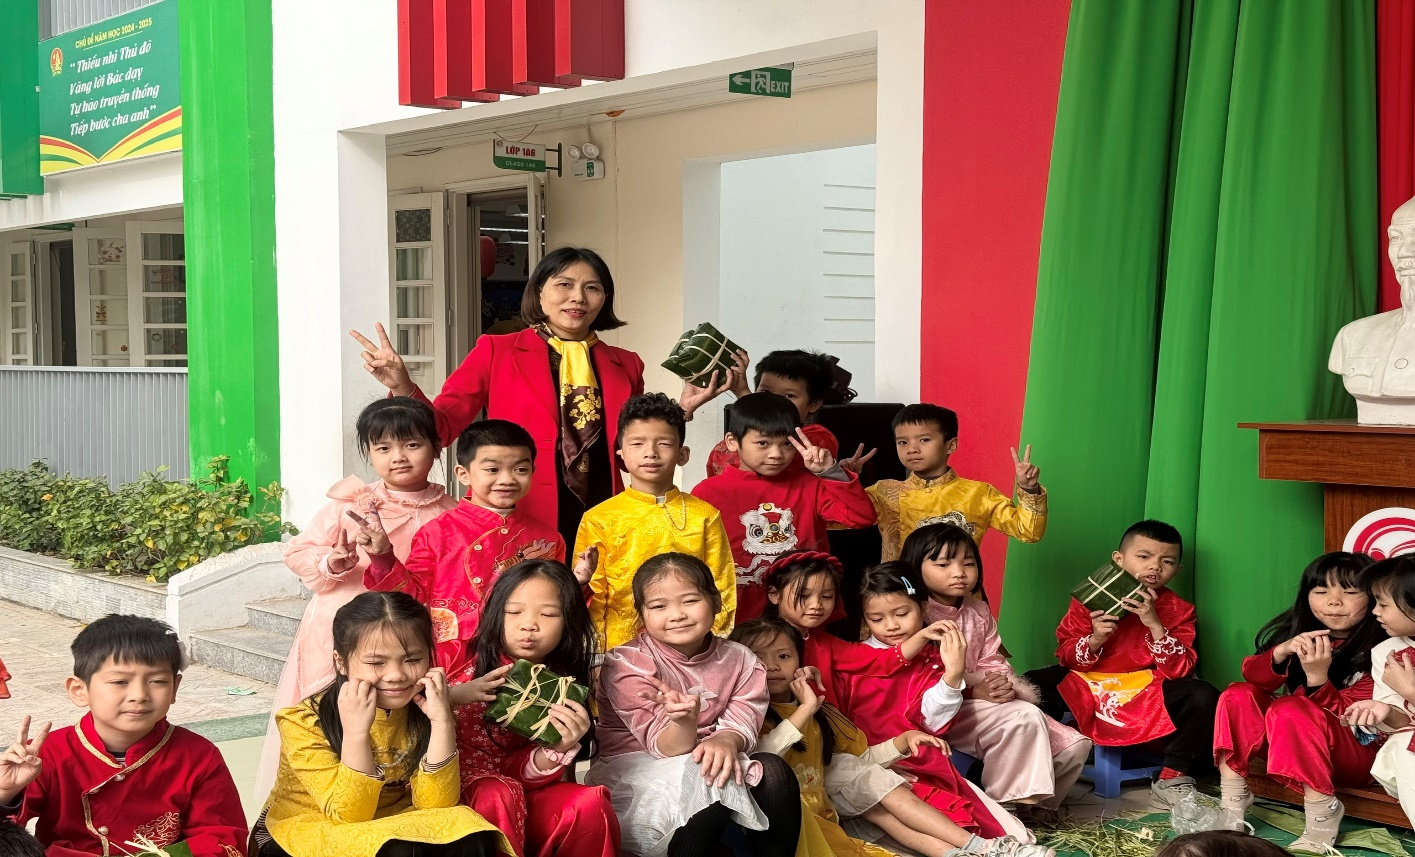 CHỦ ĐỀ NĂM HỌC 2024 - 2025
“Thiếu nhi Thủ đô
Vâng lời Bác dạy
Tự hào truyền thống
Tiếp bước cha anh”
EXIT
LỚP 1A6
CLASS 1A6